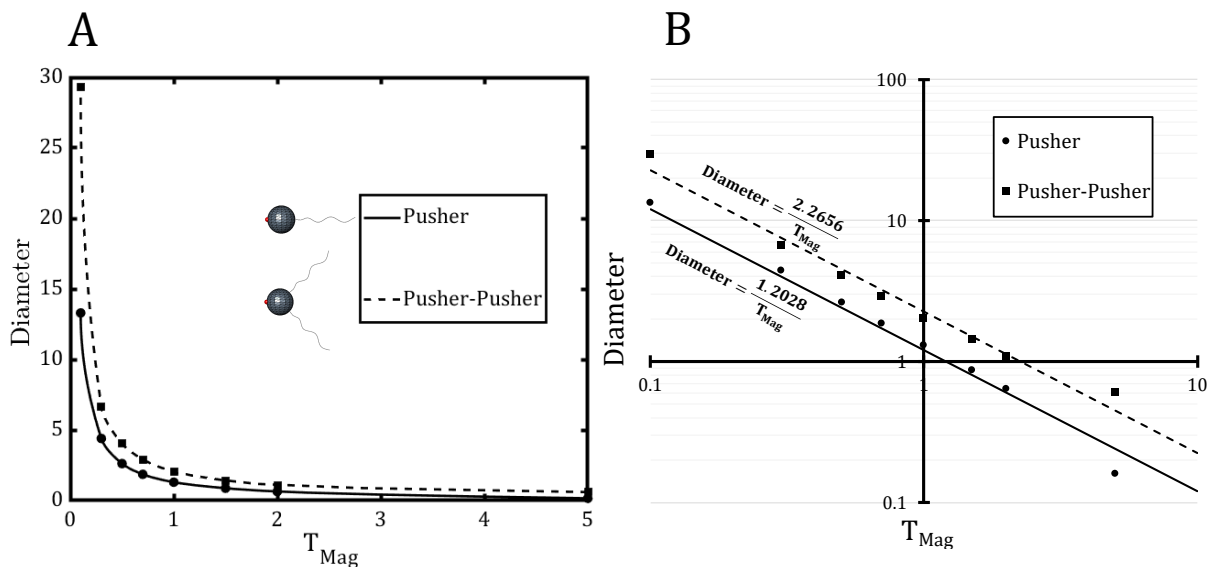 A
30
25
20
15
10
5
0
Diameter
0 1 2 3 4 5
T_Mag
Pusher
Pusher-Pusher
B
100
10
1
0.1
Diameter
0.1 1 10
T_Mag
Pusher
Pusher-Pusher
Diameter = 2.2656 / T_Mag
Diameter = 1.2028 / T_Mag